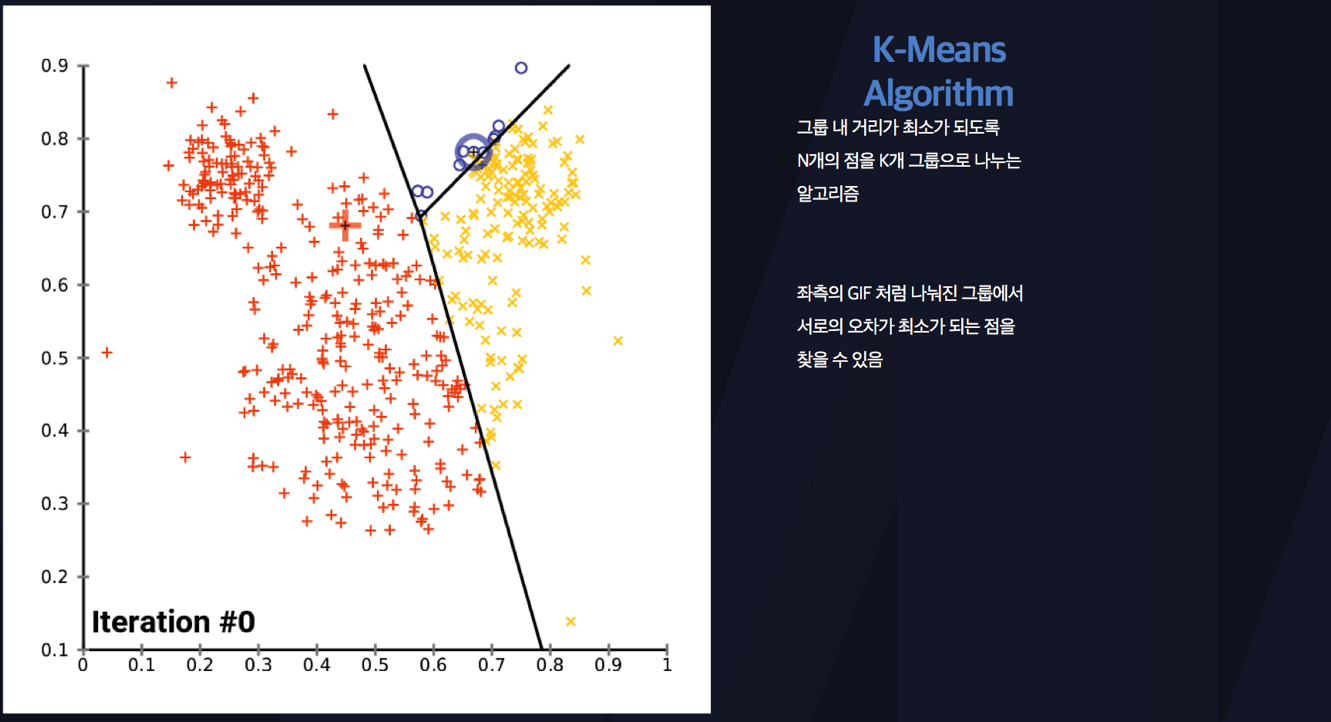 K-Means
Algorithm
그룹 내 거리가 최소가 되도록
N개의 점을 K개 그룹으로 나누는
알고리즘
좌측의 GIF 처럼 나눠진 그룹에서
서로의 오차가 최소가 되는 점을
찾을 수 있음
0.9
0.8
0.7
0.6
0.5
0.4
0.3
0.2
0.1
Iteration #0
0 0.1 0.2 0.3 0.4 0.5 0.6 0.7 0.8 0.9 1